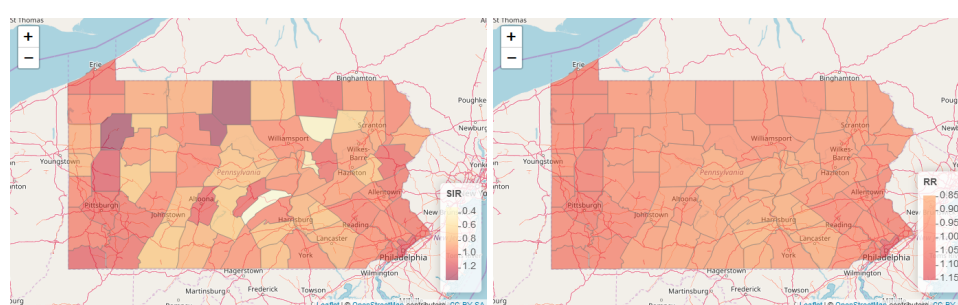 St Thomas
+
−
Erie
Binghamton
Poughke
Scranton
Newburg
Williamsport
Wilkes-
Barre
Youngstown
Pennsylvania
Hazleton
Yonk
Allentown
Pittsburgh
Altoona
Johnstown
Harrisburg
Reading
Lancaster
York
Philadelphia
Hagerstown
Wilmington
Martinsburg
Frederick
Towson
SIR
0.4
0.6
0.8
1.0
1.2
+
−
Erie
Binghamton
Poughke
Scranton
Newburg
Williamsport
Wilkes-
Barre
Youngstown
Pennsylvania
Hazleton
Allentown
Pittsburgh
Altoona
Johnstown
Harrisburg
Reading
Lancaster
York
Philadelphia
Hagerstown
Wilmington
Martinsburg
Frederick
Towson
RR
0.85
0.90
0.95
1.00
1.05
1.10
1.15